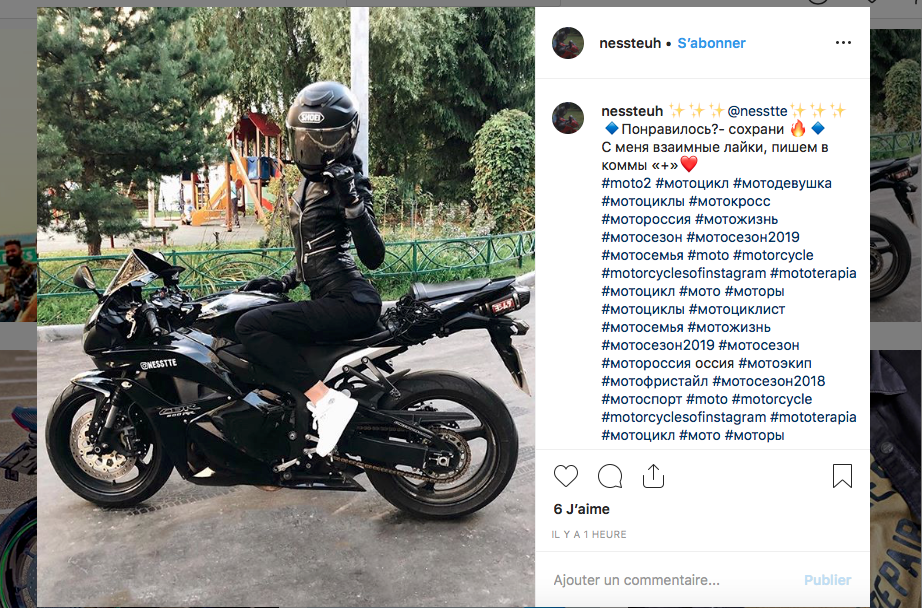 SHOEI
@NESSTTE
CBR
nessteuh • S'abonner
nessteuh ✨✨✨@nesstte✨✨✨
🔷Понравилось?- сохрани🔥🔷
С меня взаимные лайки, пишем в
коммы «+»❤️
#moto2 #мотоцикл #мотодевушка
#мотоциклы #мотокросс
#мотороссия #мотожизнь
#мотосезон #мотосезон2019
#мотосемья #moto #motorcycle
#motorcyclesofinstagram #mototerapia
#мотоцикл #мото #моторы
#мотоциклы #мотоциклист
#мотосемья #мотожизнь
#мотосезон2019 #мотосезон
#мотороссия оссия #мотоэкип
#мотофристайл #мотосезон2018
#мотоспорт #moto #motorcycle
#motorcyclesofinstagram #mototerapia
#мотоцикл #мото #моторы
6 J'aime
IL Y A 1 HEURE
Ajouter un commentaire...
Publier